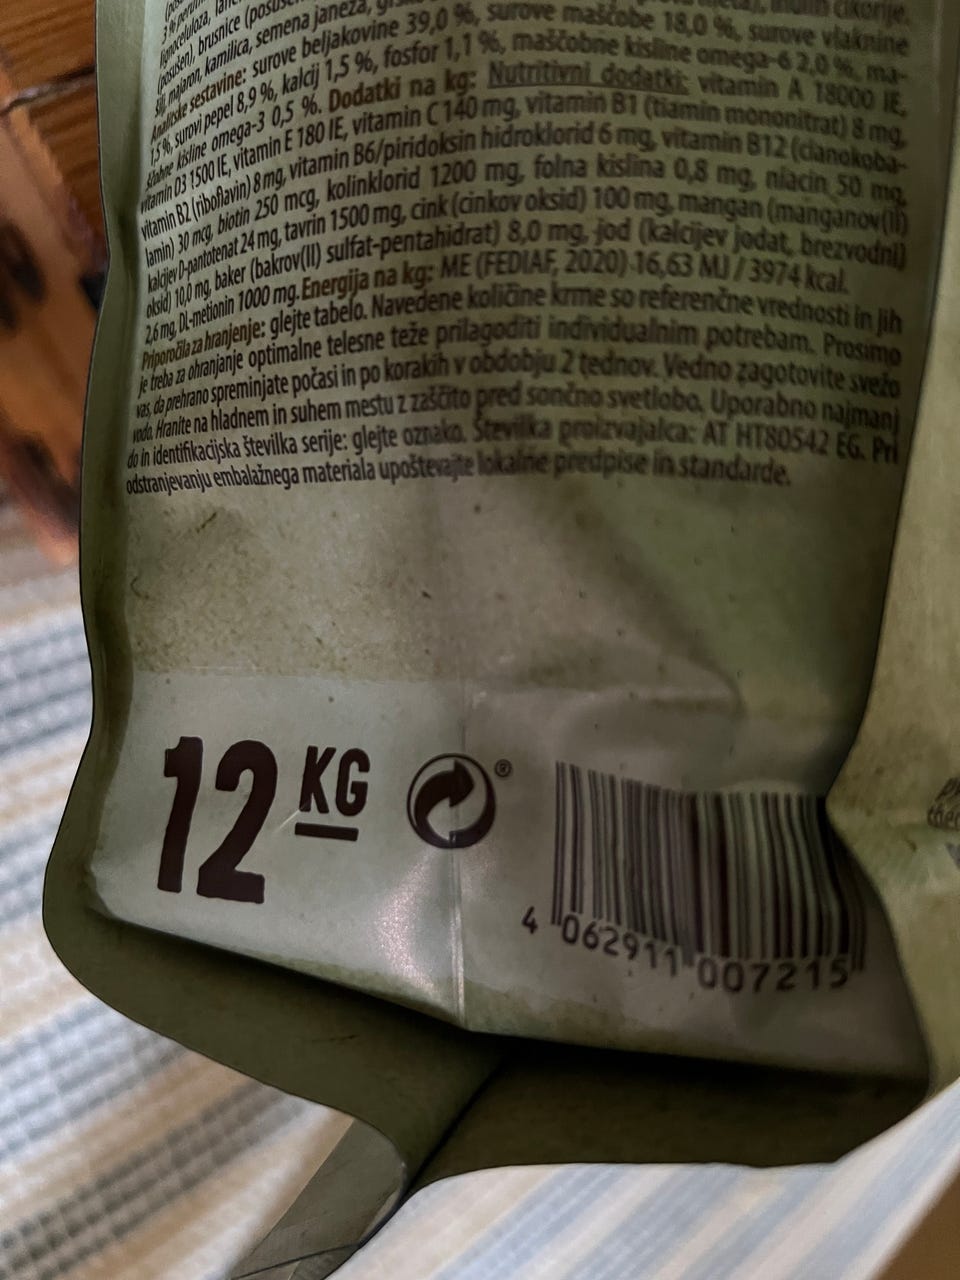 3 %
lignoceluloza,
(posušen), brusnice inulin cikorije,
šilj, majaron, kamilica, semena janeža,
Analitske sestavine: surove beljakovine 39,0 %, surove maščobe 18,0 %, surove vlaknine
1,5 %, surovi pepel 8,9 %, kalcij 1,5 %, fosfor 1,1 %, maščobne kisline omega-6 2,0 %, ma-
ščobne kisline omega-3 0,5 %. Dodatki na kg: Nutritivni dodatki: vitamin A 18000 IE,
vitamin D3 1500 IE, vitamin E 180 IE, vitamin C 140 mg, vitamin B1 (tiamin mononitrat) 8 mg,
vitamin B2 (riboflavin) 8 mg, vitamin B6/piridoksin hidroklorid 6 mg, vitamin B12 (cianokoba-
lamin) 30 mcg, biotin 250 mcg, kolinklorid 1200 mg, folna kislina 0,8 mg, niacin 50 mg,
kalcijev D-pantotenat 24 mg, tavrin 1500 mg, cink (cinkov oksid) 100 mg, mangan (manganov(II)
oksid) 10,0 mg, baker (bakrov(II) sulfat-pentahidrat) 8,0 mg, jod (kalcijev jodat, brezvodni)
2,6 mg, DL-metionin 1000 mg. Energija na kg: ME (FEDIAF, 2020) 16,63 MJ / 3974 kcal.
Priporočila za hranjenje: glejte tabelo. Navedene količine krme so referenčne vrednosti in jih
je treba za ohranjanje optimalne telesne teže prilagoditi individualnim potrebam. Prosimo
vas, da prehrano spreminjate počasi in po korakih v obdobju 2 tednov. Vedno zagotovite svežo
vodo. Hranite na hladnem in suhem mestu z zaščito pred sončno svetlobo. Uporabno najmanj
do in identifikacijska številka serije: glejte oznako. Številka proizvajalca: AT HT80542 EG. Pri
odstranjevanju embalažnega materiala upoštevajte lokalne predpise in standarde.
12 KG ®
4 062911 007215